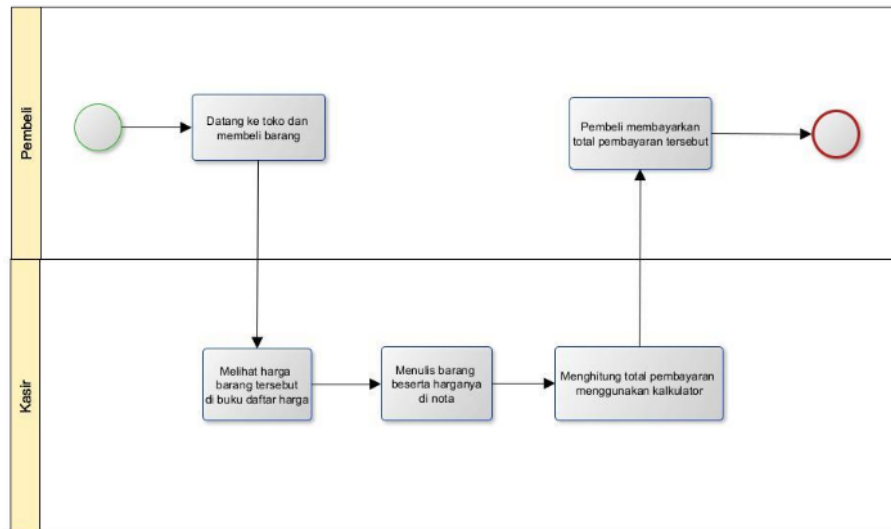 Pembeli
Datang ke toko dan
membeli barang
Pembeli membayarkan
total pembayaran tersebut
Kasir
Melihat harga
barang tersebut
di buku daftar harga
Menulis barang
beserta harganya
di nota
Menghitung total pembayaran
menggunakan kalkulator